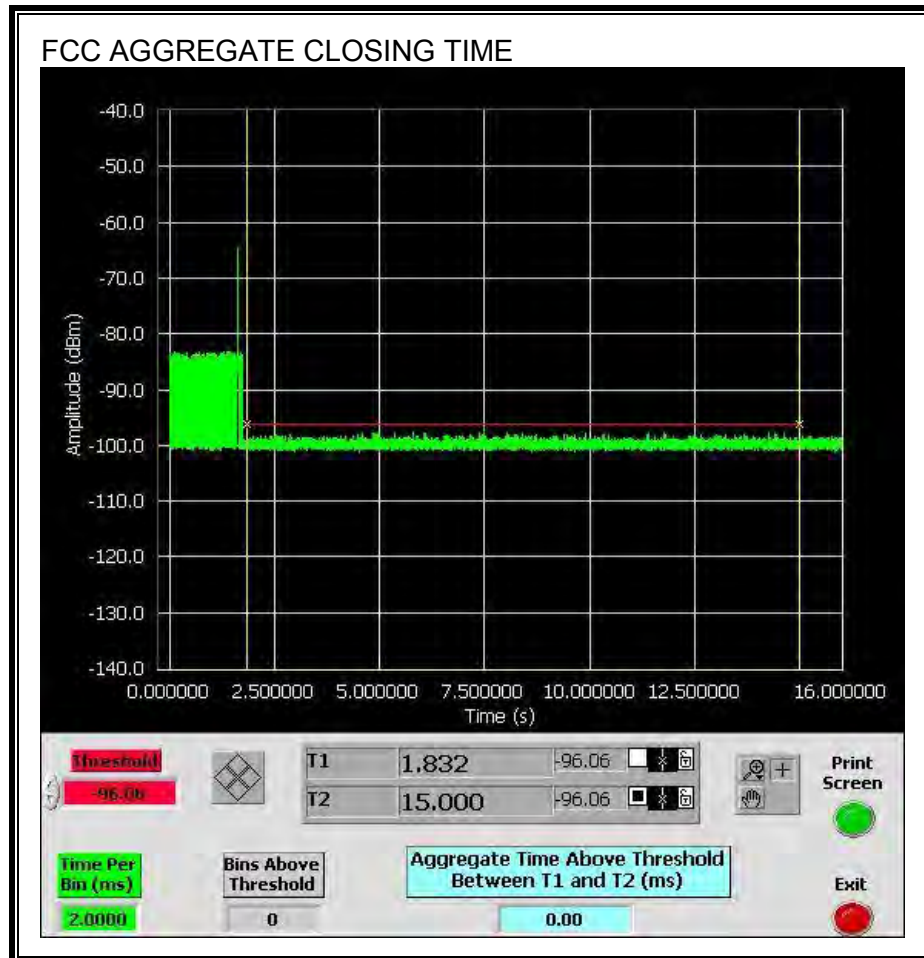 FCC AGGREGATE CLOSING TIME
-40.0
-50.0
-60.0
-70.0
-80.0
-90.0
-100.0
-110.0
-120.0
-130.0
-140.0
Amplitude (dBm)
0.000000 2.500000 5.000000 7.500000 10.000000 12.500000 16.000000
Time (s)
Threshold
-96.06
T1 1.832 -96.06
T2 15.000 -96.06
Print
Screen
Time Per
Bin (ms)
2.0000
Bins Above
Threshold
0
Aggregate Time Above Threshold
Between T1 and T2 (ms)
0.00
Exit